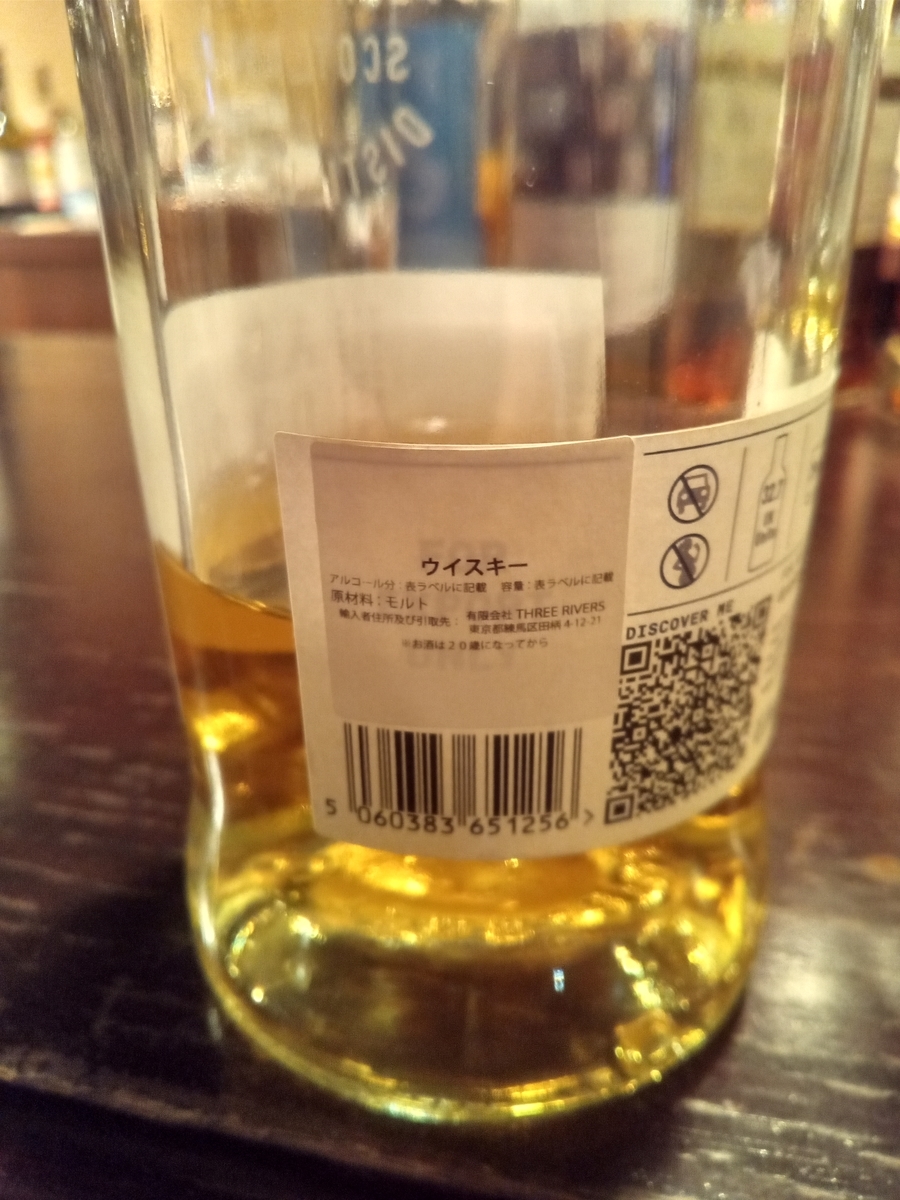 SCO
DISTI
ウイスキー
アルコール分：表ラベルに記載　容量：表ラベルに記載
原材料：モルト
輸入者住所及び引取先： 有限会社 THREE RIVERS
東京都練馬区田柄 4-12-21
※お酒は２０歳になってから
5 060383 651256 >
DISCOVER ME